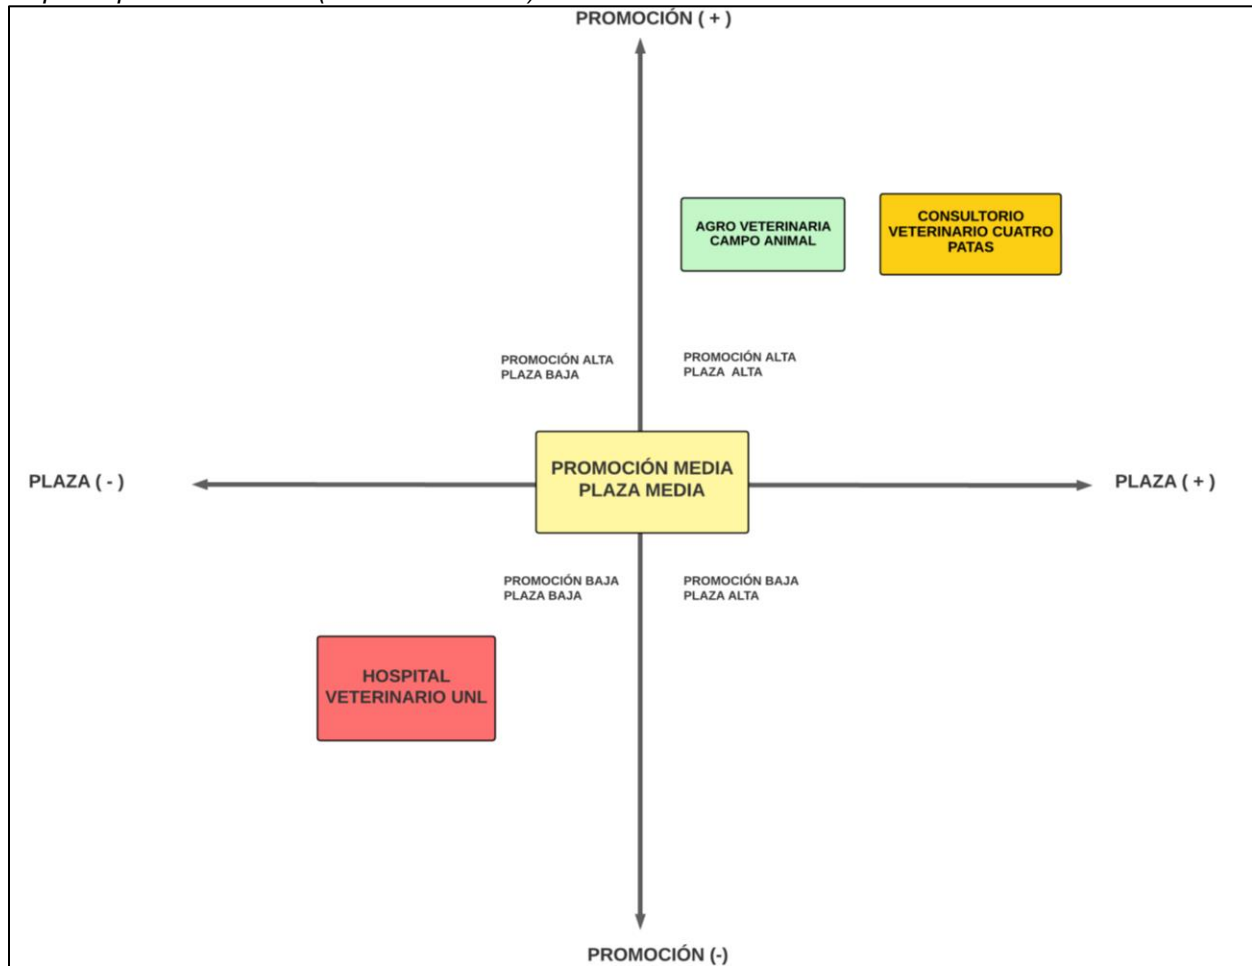 PROMOCIÓN ( + )
AGRO VETERINARIA
CAMPO ANIMAL
CONSULTORIO
VETERINARIO CUATRO
PATAS
PROMOCIÓN ALTA
PLAZA BAJA
PROMOCIÓN ALTA
PLAZA ALTA
PLAZA ( - )
PROMOCIÓN MEDIA
PLAZA MEDIA
PLAZA ( + )
PROMOCIÓN BAJA
PLAZA BAJA
PROMOCIÓN BAJA
PLAZA ALTA
HOSPITAL
VETERINARIO UNL
PROMOCIÓN (-)